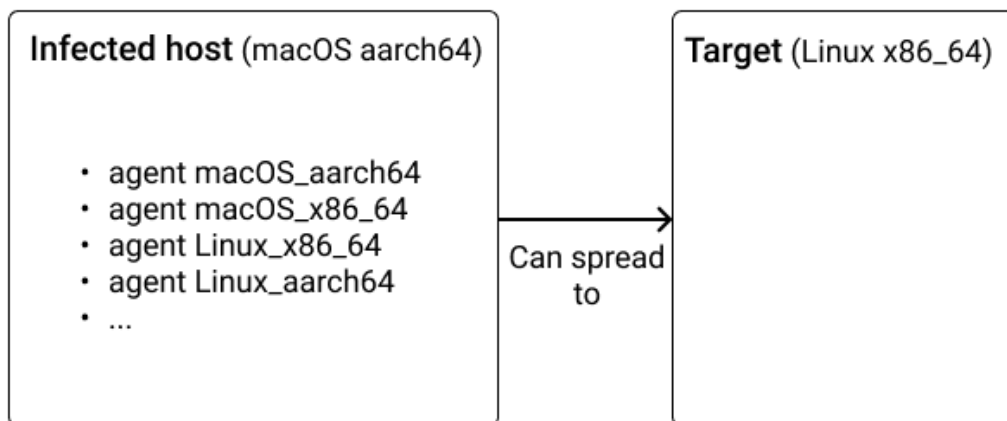 Infected host (macOS aarch64)
• agent macOS_aarch64
• agent macOS_x86_64
• agent Linux_x86_64
• agent Linux_aarch64
• ...
Can spread
to
Target (Linux x86_64)